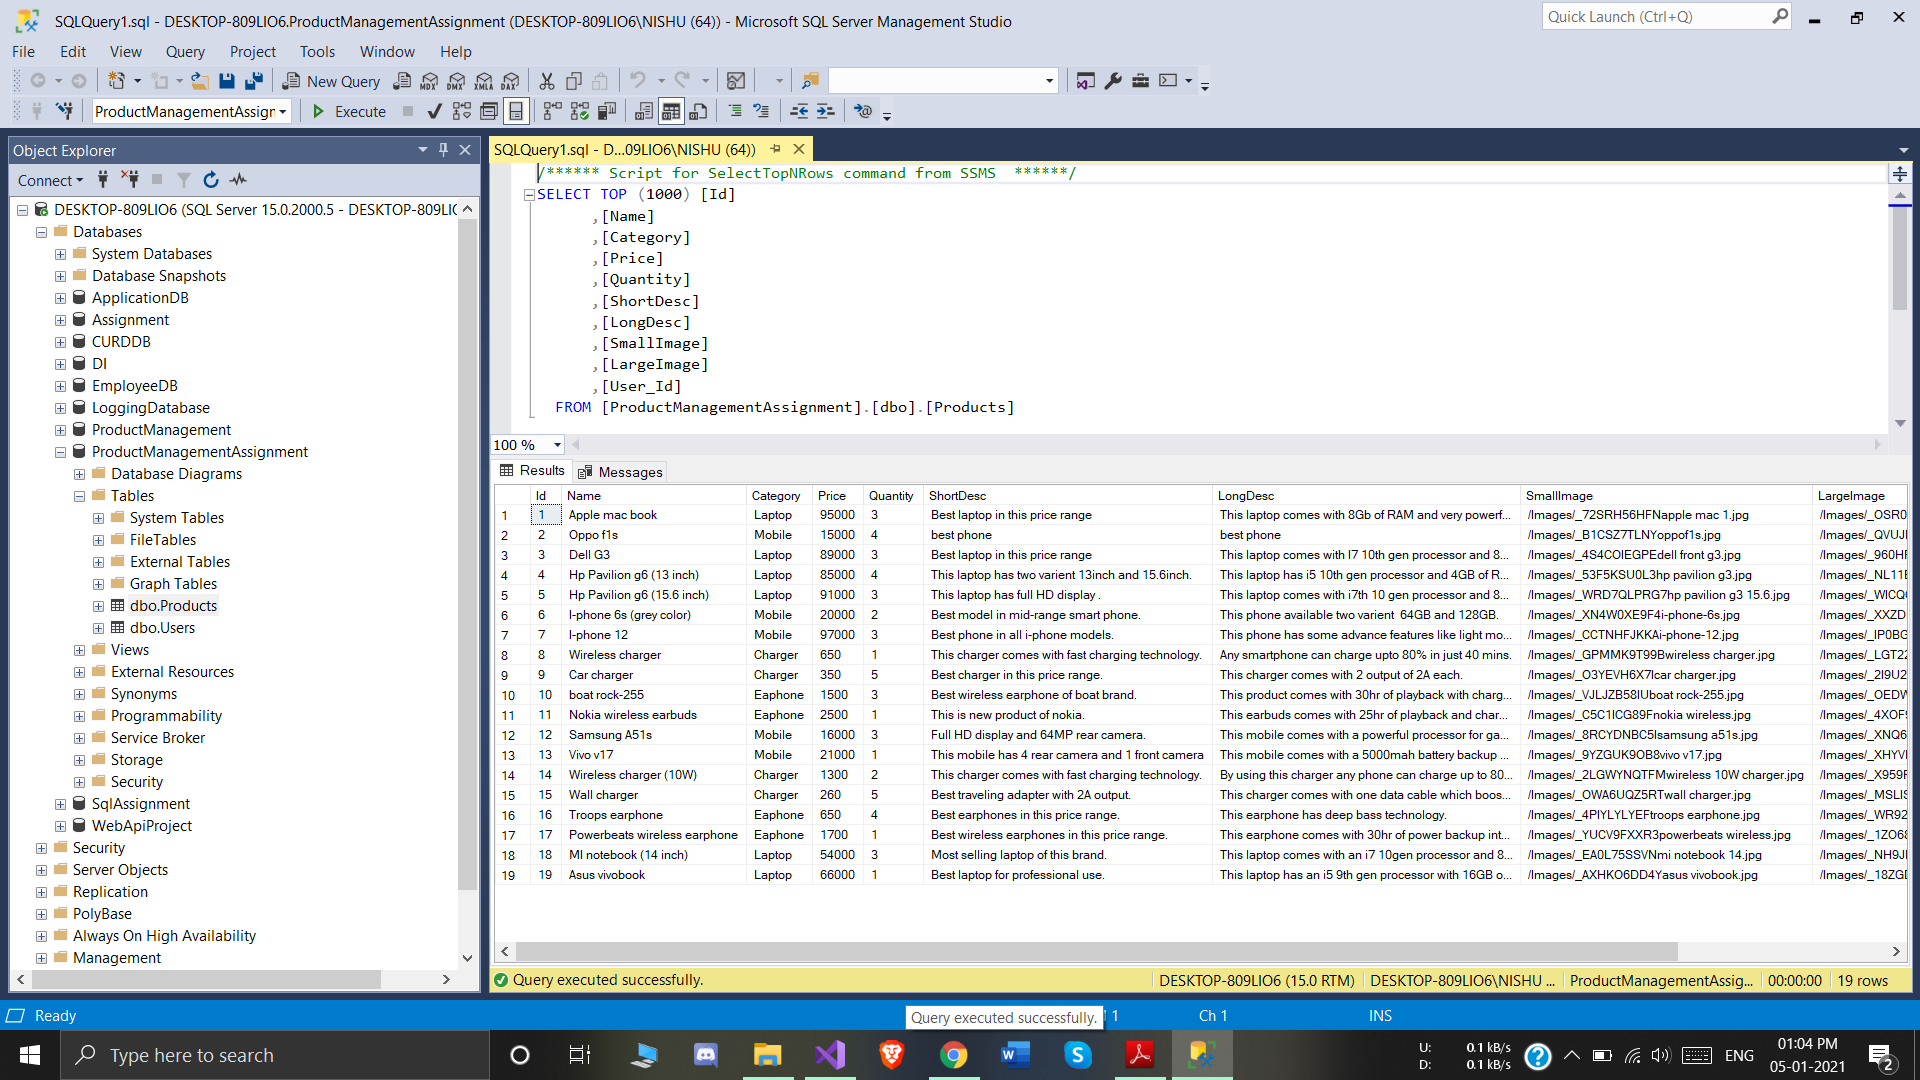 SQLQuery1.sql - DESKTOP-809LIO6.ProductManagementAssignment (DESKTOP-809LIO6\NISHU (64)) - Microsoft SQL Server Management Studio
Quick Launch (Ctrl+Q)
File Edit View Query Project Tools Window Help
New Query
MDX DMX XMLA DAX
ProductManagementAssign
Execute
Object Explorer
Connect
DESKTOP-809LIO6 (SQL Server 15.0.2000.5 - DESKTOP-809LIO
Databases
System Databases
Database Snapshots
ApplicationDB
Assignment
CURDDB
DI
EmployeeDB
LoggingDatabase
ProductManagement
ProductManagementAssignment
Database Diagrams
Tables
System Tables
FileTables
External Tables
Graph Tables
dbo.Products
dbo.Users
Views
External Resources
Synonyms
Programmability
Service Broker
Storage
Security
SqlAssignment
WebApiProject
Security
Server Objects
Replication
PolyBase
Always On High Availability
Management
SQLQuery1.sql - D...09LIO6\NISHU (64))
/****** Script for SelectTopNRows command from SSMS  ******/
SELECT TOP (1000) [Id]
,[Name]
,[Category]
,[Price]
,[Quantity]
,[ShortDesc]
,[LongDesc]
,[SmallImage]
,[LargeImage]
,[User_Id]
FROM [ProductManagementAssignment].[dbo].[Products]
100 %
Results Messages
Id Name Category Price Quantity ShortDesc LongDesc SmallImage LargeImage
1 1 Apple mac book Laptop 95000 3 Best laptop in this price range This laptop comes with 8Gb of RAM and very powerf... /Images/_72SRH56HFNapple mac 1.jpg /Images/_OSR0
2 2 Oppo f1s Mobile 15000 4 best phone best phone /Images/_B1CSZ7TLNYoppof1s.jpg /Images/_QVUJ
3 3 Dell G3 Laptop 89000 3 Best laptop in this price range This laptop comes with I7 10th gen processor and 8... /Images/_4S4COIEGPEdell front g3.jpg /Images/_960H
4 4 Hp Pavilion g6 (13 inch) Laptop 85000 4 This laptop has two varient 13inch and 15.6inch. This laptop has i5 10th gen processor and 4GB of R... /Images/_53F5KSU0L3hp pavilion g3.jpg /Images/_NL11
5 5 Hp Pavilion g6 (15.6 inch) Laptop 91000 3 This laptop has full HD display . This laptop comes with i7th 10 gen processor and 8... /Images/_WRD7QLPRG7hp pavilion g3 15.6.jpg /Images/_WICQ
6 6 I-phone 6s (grey color) Mobile 20000 2 Best model in mid-range smart phone. This phone available two varient  64GB and 128GB. /Images/_XN4W0XE9F4i-phone-6s.jpg /Images/_XXZD
7 7 I-phone 12 Mobile 97000 3 Best phone in all i-phone models. This phone has some advance features like light mo... /Images/_CCTNHFJKKAi-phone-12.jpg /Images/_IP0BG
8 8 Wireless charger Charger 650 1 This charger comes with fast charging technology. Any smartphone can charge upto 80% in just 40 mins. /Images/_GPMMK9T99Bwireless charger.jpg /Images/_LGT22
9 9 Car charger Charger 350 5 Best charger in this price range. This charger comes with 2 output of 2A each. /Images/_O3YEVH6X7Icar charger.jpg /Images/_2I9U2
10 10 boat rock-255 Eaphone 1500 3 Best wireless earphone of boat brand. This product comes with 30hr of playback with charg... /Images/_VJLJZB58IUboat rock-255.jpg /Images/_OEDW
11 11 Nokia wireless earbuds Eaphone 2500 1 This is new product of nokia. This earbuds comes with 25hr of playback and char... /Images/_C5C1ICG89Fnokia wireless.jpg /Images/_4XOF
12 12 Samsung A51s Mobile 16000 3 Full HD display and 64MP rear camera. This mobile comes with a powerful processor for ga... /Images/_8RCYDNBC5Isamsung a51s.jpg /Images/_XNQ6
13 13 Vivo v17 Mobile 21000 1 This mobile has 4 rear camera and 1 front camera This mobile comes with a 5000mah battery backup ... /Images/_9YZGUK9OB8vivo v17.jpg /Images/_XHYV
14 14 Wireless charger (10W) Charger 1300 2 This charger comes with fast charging technology. By using this charger any phone can charge up to 80... /Images/_2LGWYNQTFMwireless 10W charger.jpg /Images/_X959
15 15 Wall charger Charger 260 5 Best traveling adapter with 2A output. This charger comes with one data cable which boos... /Images/_OWA6UQZ5RTwall charger.jpg /Images/_MSLIS
16 16 Troops earphone Eaphone 650 4 Best earphones in this price range. This earphone has deep bass technology. /Images/_4PIYLYLYEFtroops earphone.jpg /Images/_WR92
17 17 Powerbeats wireless earphone Eaphone 1700 1 Best wireless earphones in this price range. This earphone comes with 30hr of power backup int... /Images/_YUCV9FXXR3powerbeats wireless.jpg /Images/_1ZO68
18 18 MI notebook (14 inch) Laptop 54000 3 Most selling laptop of this brand. This laptop comes with an i7 10gen processor and 8... /Images/_EA0L75SSVNmi notebook 14.jpg /Images/_NH9J
19 19 Asus vivobook Laptop 66000 1 Best laptop for professional use. This laptop has an i5 9th gen processor with 16GB o... /Images/_AXHKO6DD4Yasus vivobook.jpg /Images/_18ZG
Query executed successfully. DESKTOP-809LIO6 (15.0 RTM) DESKTOP-809LIO6\NISHU ... ProductManagementAssig... 00:00:00 19 rows
Ready 1 Ch 1 INS
Query executed successfully.
Type here to search
U: 0.1 kB/s
D: 0.1 kB/s
ENG
01:04 PM
05-01-2021
2